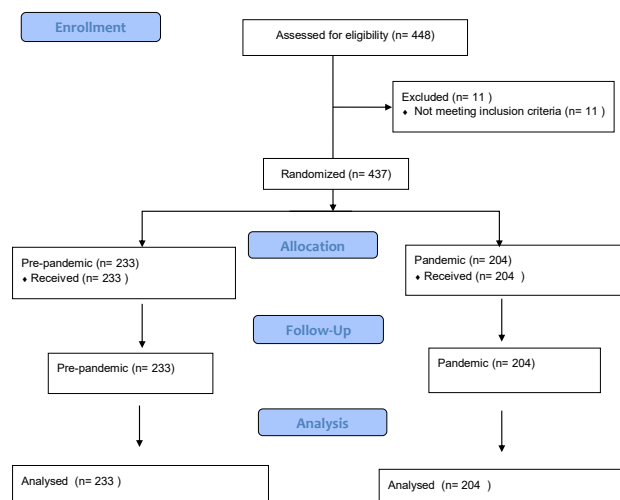 Enrollment
Assessed for eligibility (n= 448)
Excluded (n= 11 )
♦ Not meeting inclusion criteria (n= 11 )
Randomized (n= 437)
Allocation
Pre-pandemic (n= 233)
♦ Received (n= 233 )
Pandemic (n= 204)
♦ Received (n= 204 )
Follow-Up
Pre-pandemic (n= 233)
Pandemic (n= 204)
Analysis
Analysed (n= 233 )
Analysed (n= 204 )